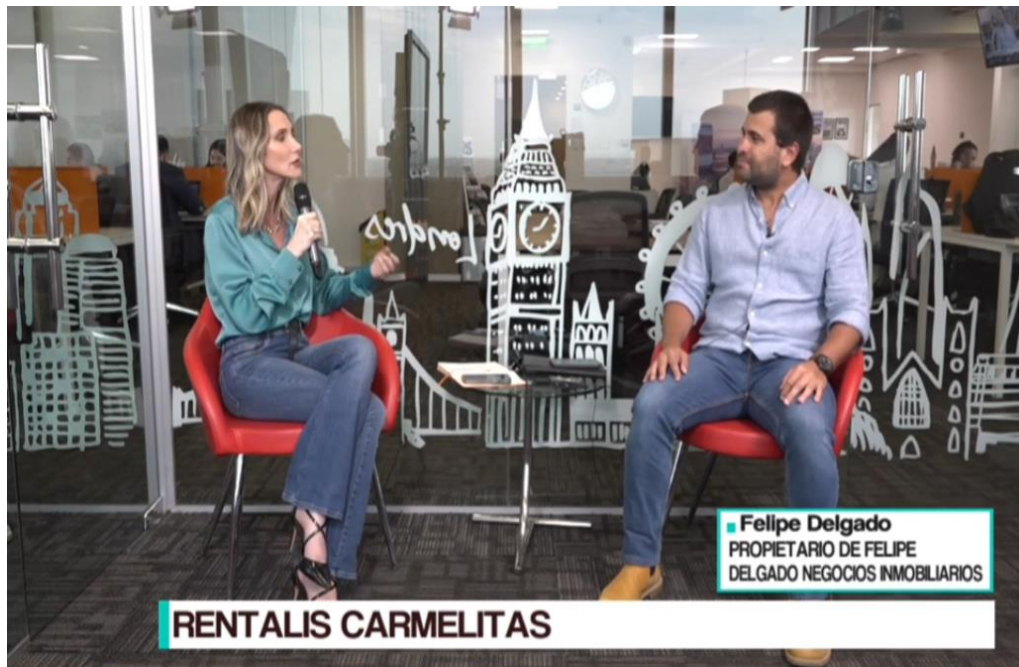 Londres
Felipe Delgado
PROPIETARIO DE FELIPE
DELGADO NEGOCIOS INMOBILIARIOS
RENTALIS CARMELITAS